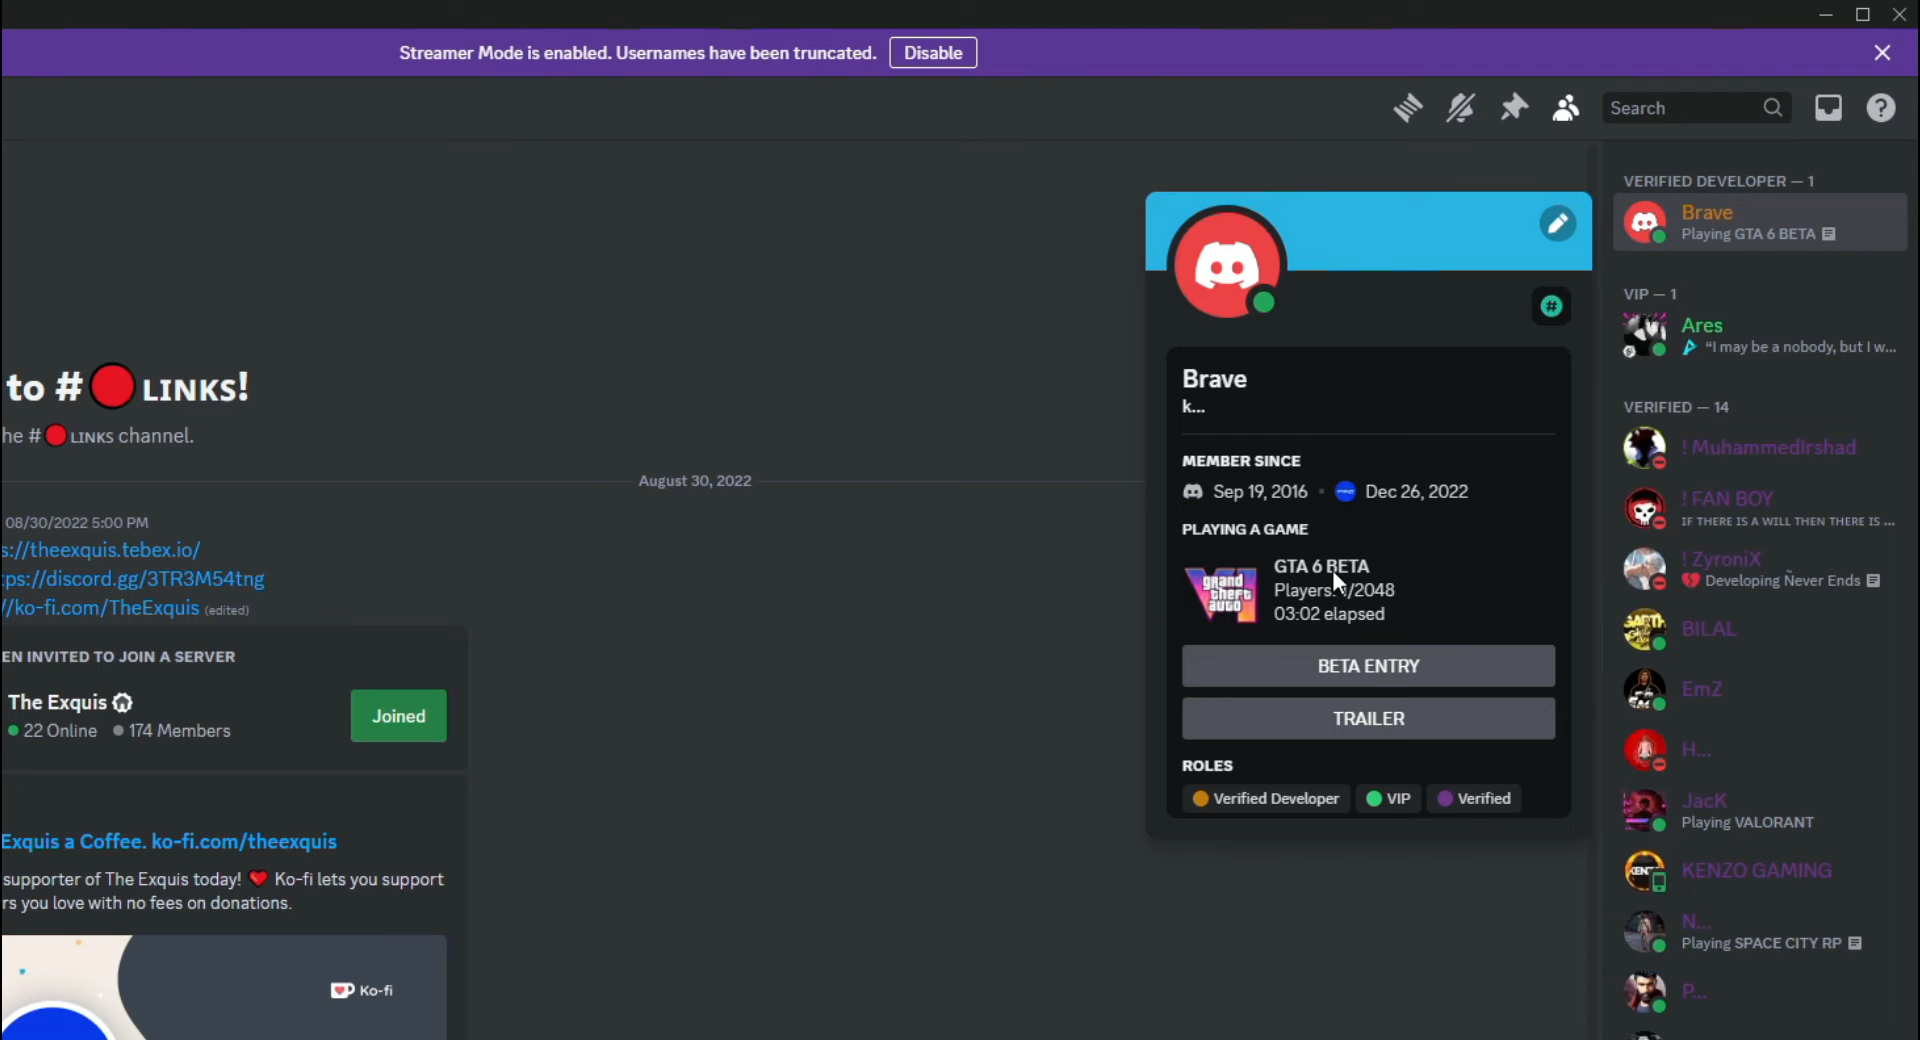 Streamer Mode is enabled. Usernames have been truncated.
Disable
Search
to # LINKS!
he # LINKS channel.
August 30, 2022
08/30/2022 5:00 PM
s://theexquis.tebex.io/
tps://discord.gg/3TR3M54tng
//ko-fi.com/TheExquis (edited)
EN INVITED TO JOIN A SERVER
The Exquis
22 Online 174 Members
Joined
Exquis a Coffee. ko-fi.com/theexquis
supporter of The Exquis today! ❤️ Ko-fi lets you support
rs you love with no fees on donations.
Ko-fi
Brave
k...
MEMBER SINCE
Sep 19, 2016 • Dec 26, 2022
PLAYING A GAME
grand
theft
auto
VI
GTA 6 BETA
Players: /2048
03:02 elapsed
BETA ENTRY
TRAILER
ROLES
Verified Developer VIP Verified
VERIFIED DEVELOPER — 1
Brave
Playing GTA 6 BETA
VIP — 1
Ares
“I may be a nobody, but I w...
VERIFIED — 14
! MuhammedIrshad
! FAN BOY
IF THERE IS A WILL THEN THERE IS ...
! ZyroniX
💔 Developing Ñever Ends
BILAL
EmZ
H...
JacK
Playing VALORANT
KENZO GAMING
N...
Playing SPACE CITY RP
P...